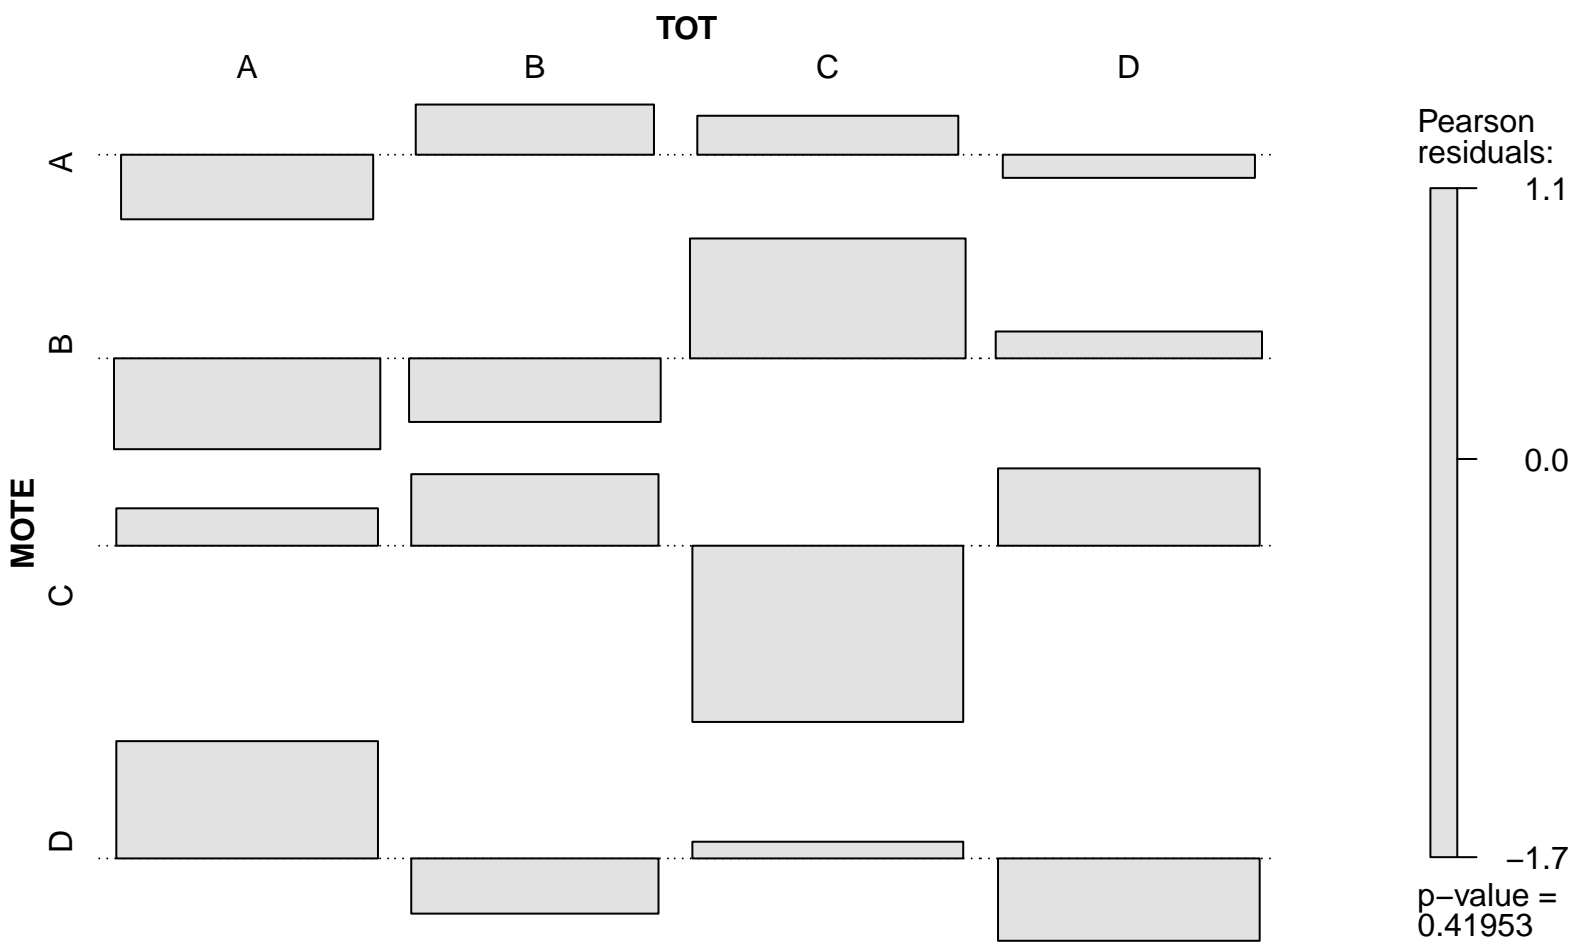 TOT
A B C D
A
B
C
D
MOTE
Pearson
residuals:
1.1
0.0
−1.7
p−value =
0.41953